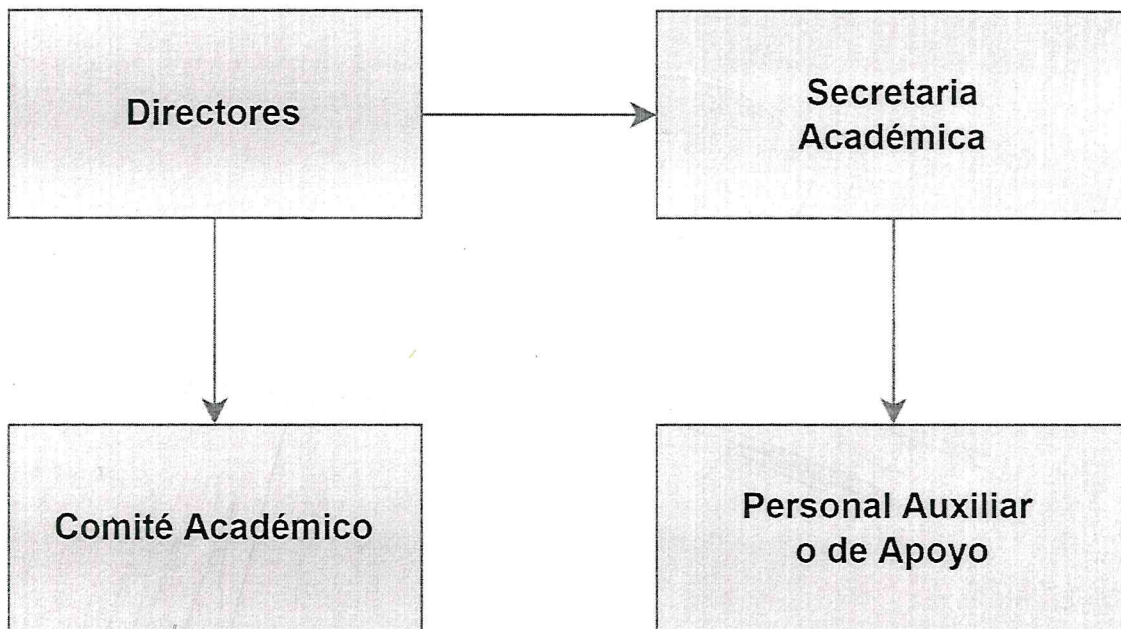 Directores
Secretaria
Académica
Comité Académico
Personal Auxiliar
o de Apoyo